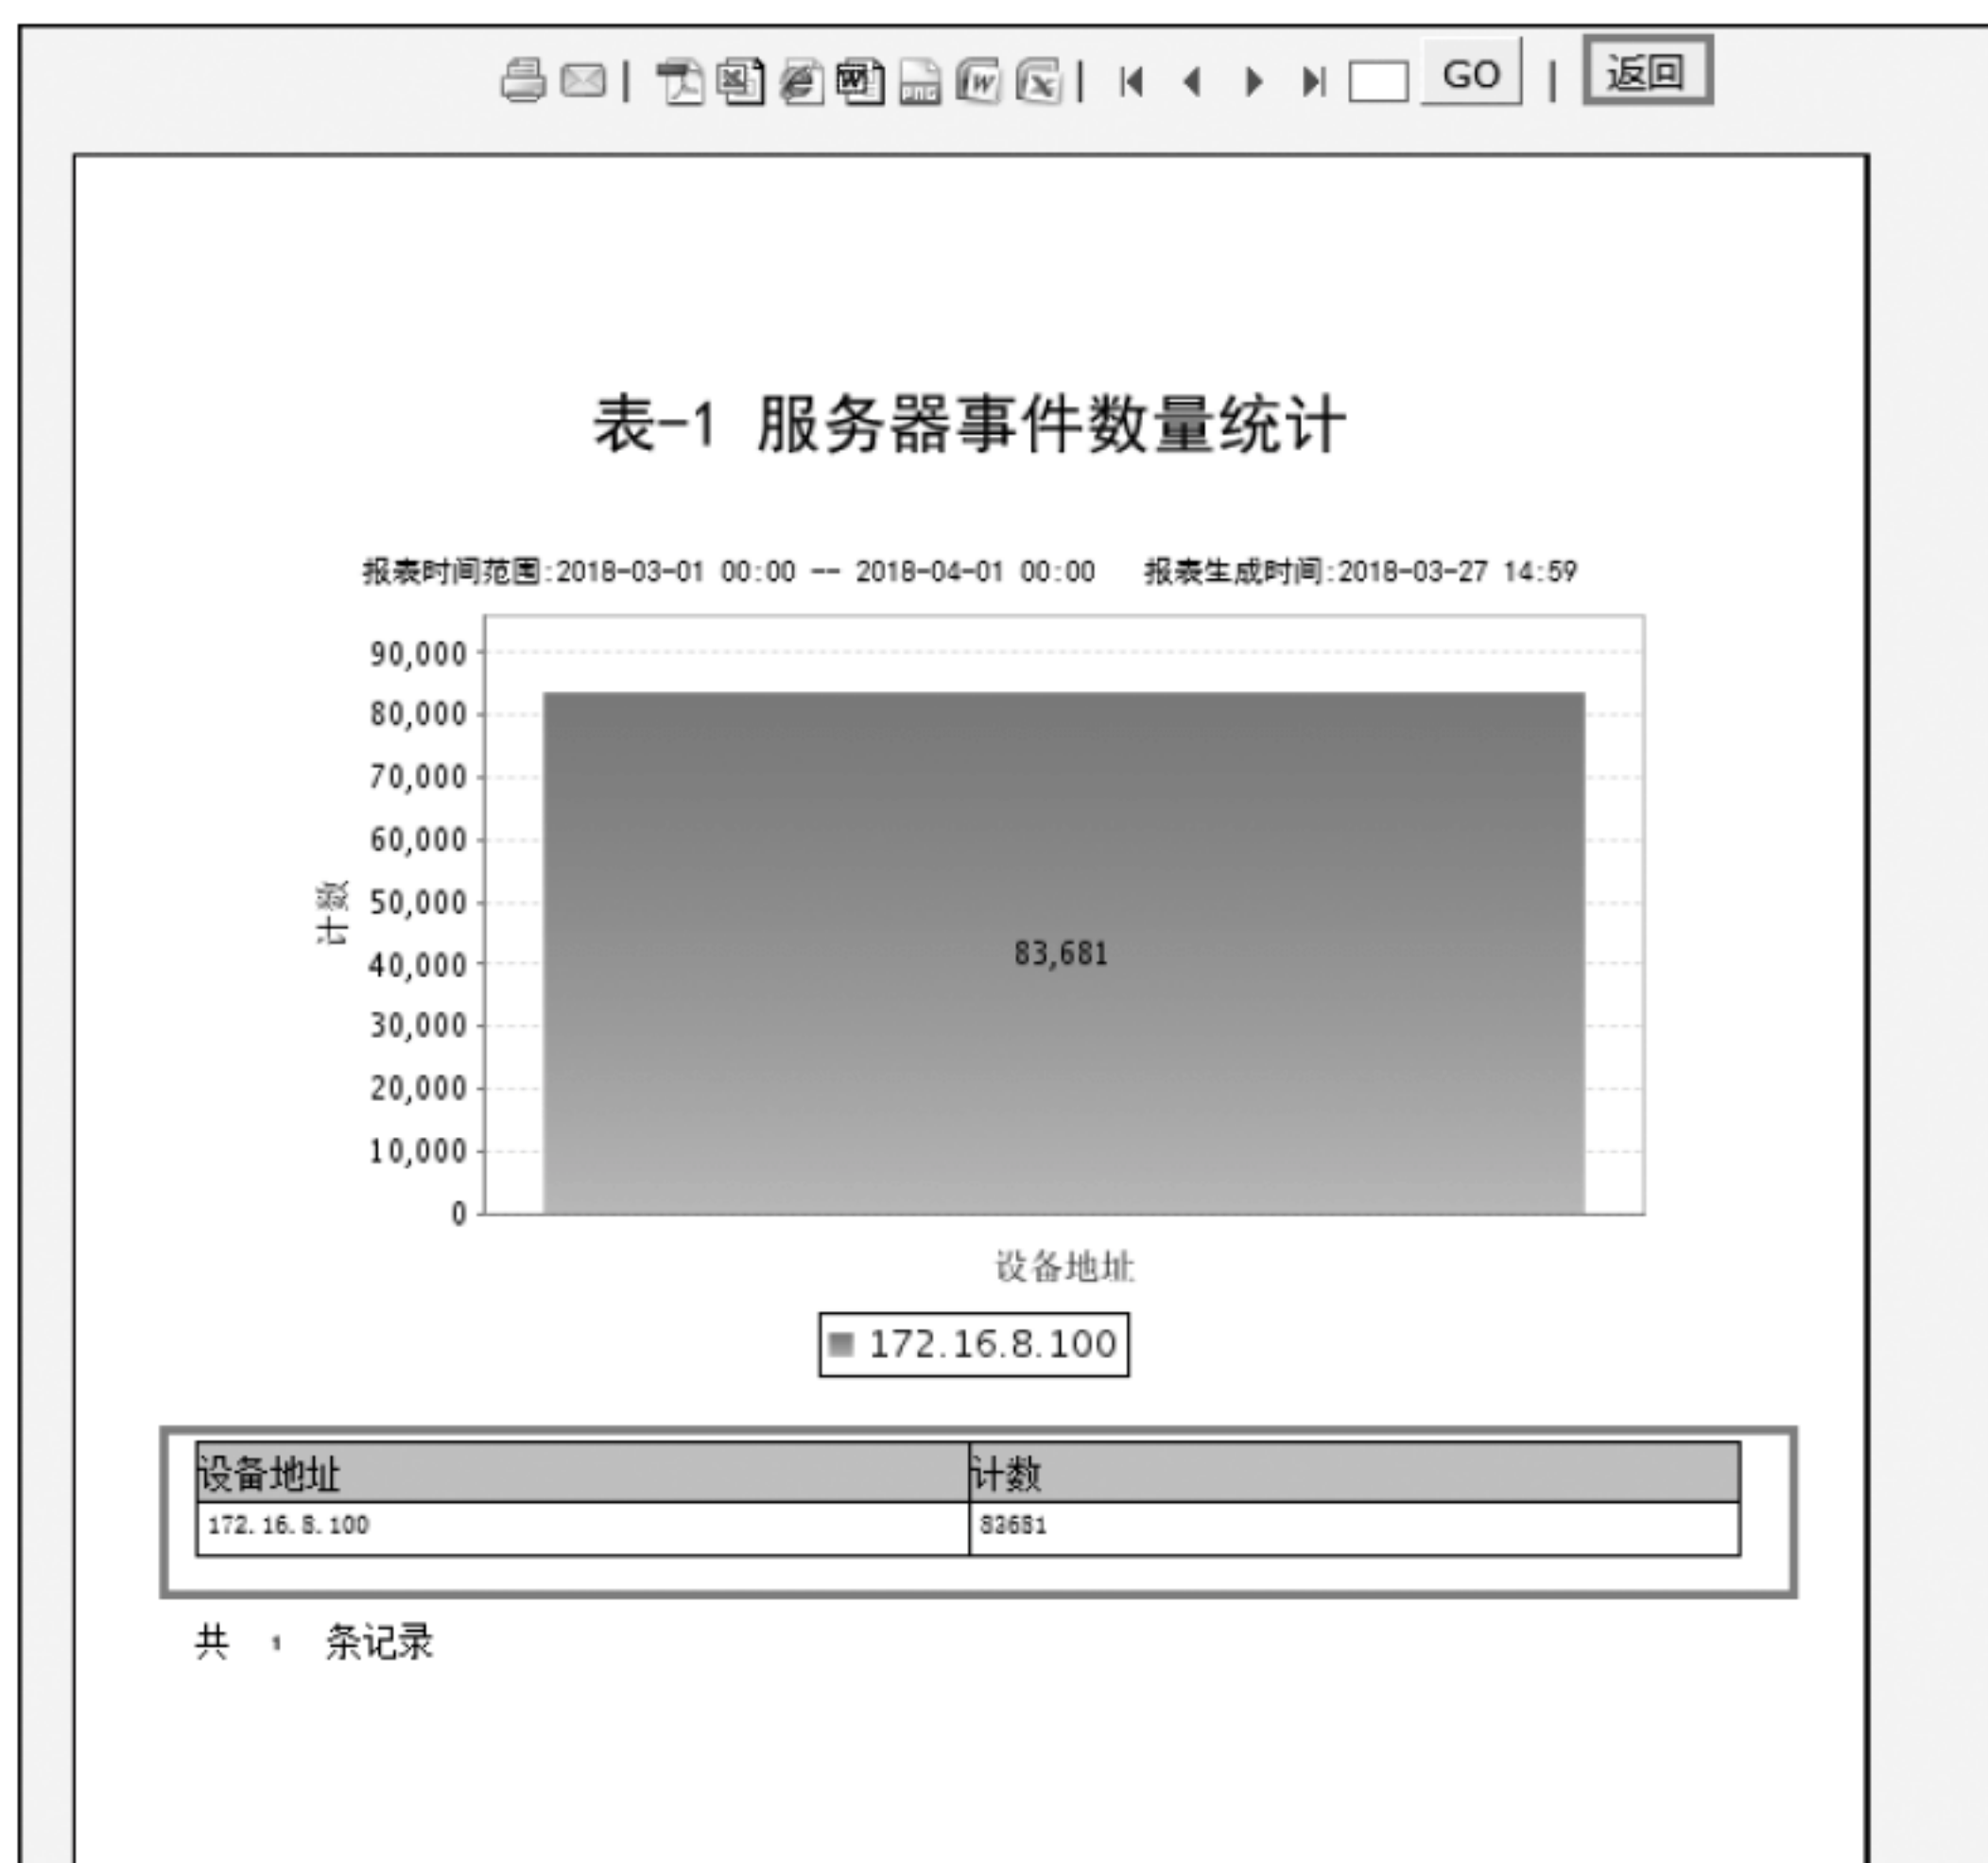 GO 返回
表-1 服务器事件数量统计
报表时间范围:2018-03-01 00:00 -- 2018-04-01 00:00 报表生成时间:2018-03-27 14:59
90,000
80,000
70,000
60,000
50,000
40,000
30,000
20,000
10,000
0
计数
83,681
设备地址
172.16.8.100
设备地址 计数
172.16.8.100 83681
共 1 条记录